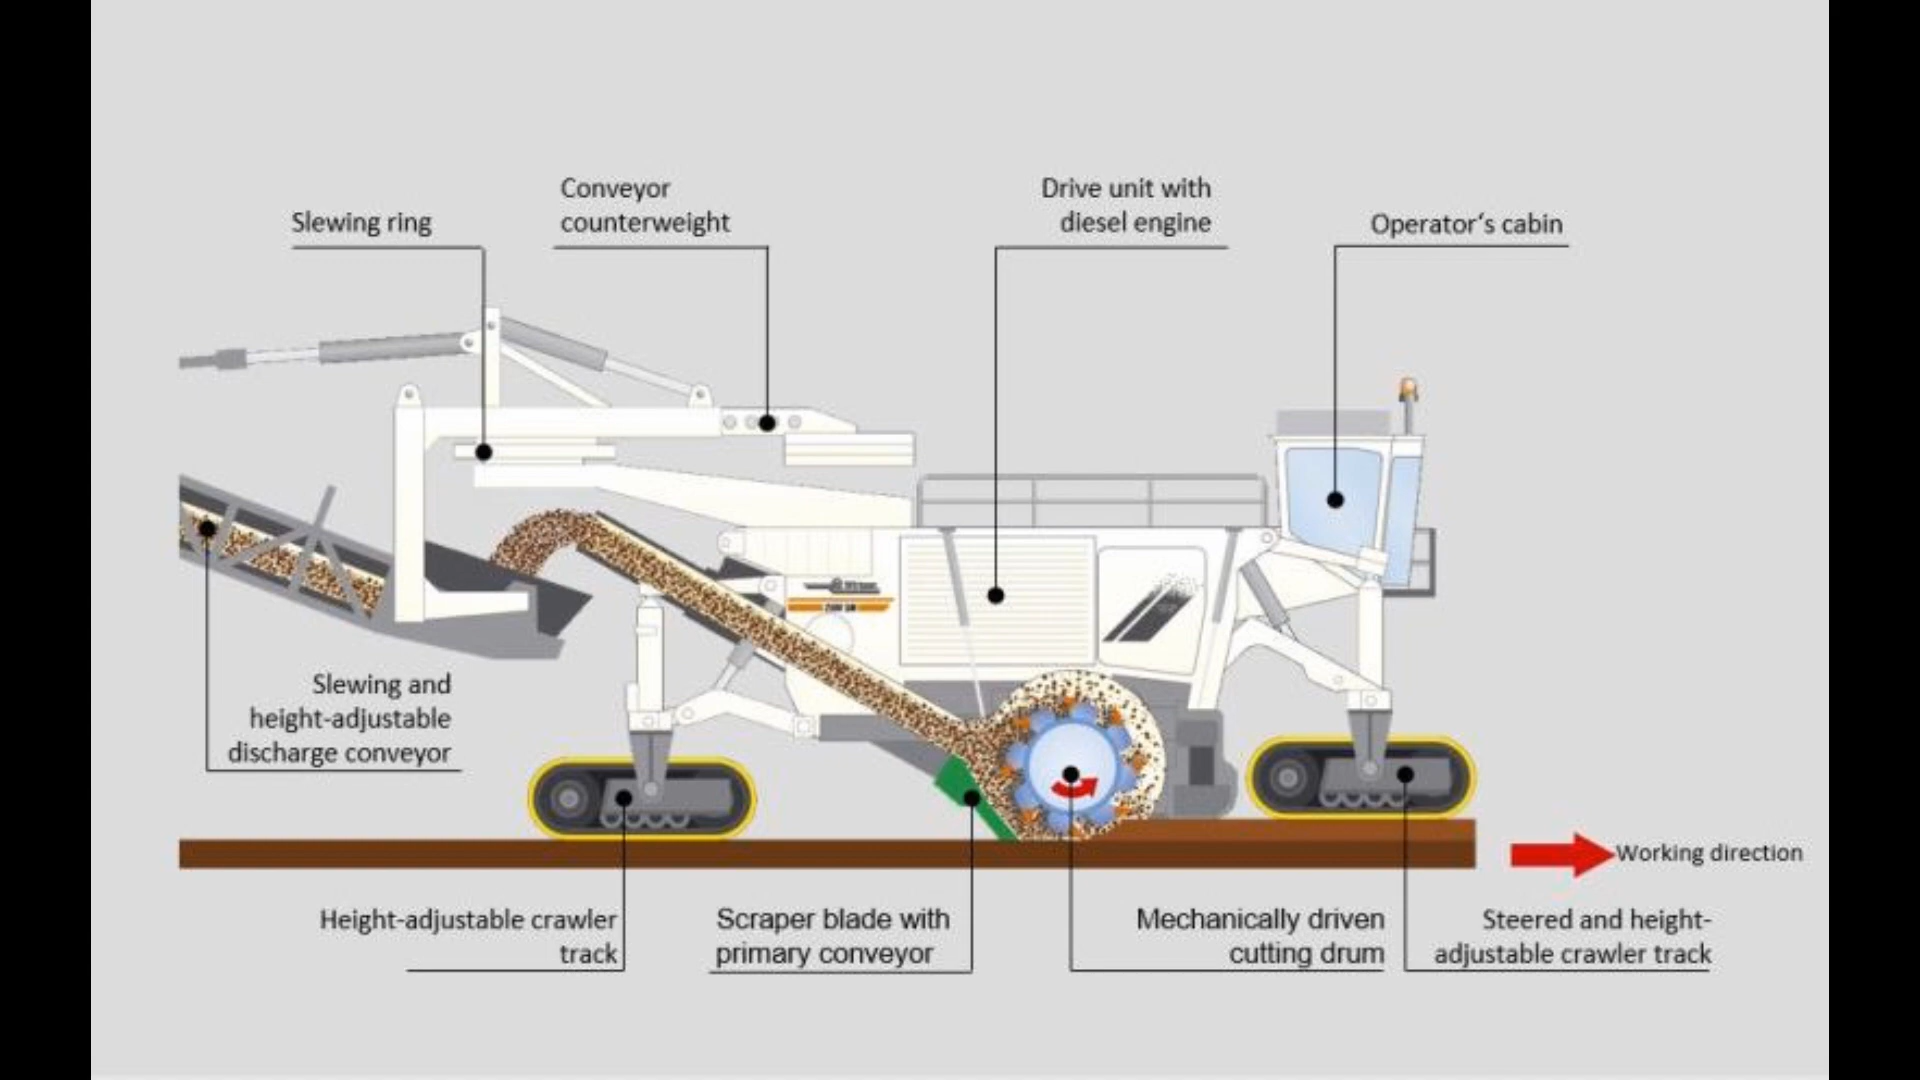 Conveyor
counterweight
Drive unit with
diesel engine
Slewing ring
Operator‘s cabin
Slewing and
height-adjustable
discharge conveyor
Working direction
Height-adjustable crawler
track
Scraper blade with
primary conveyor
Mechanically driven
cutting drum
Steered and height-
adjustable crawler track